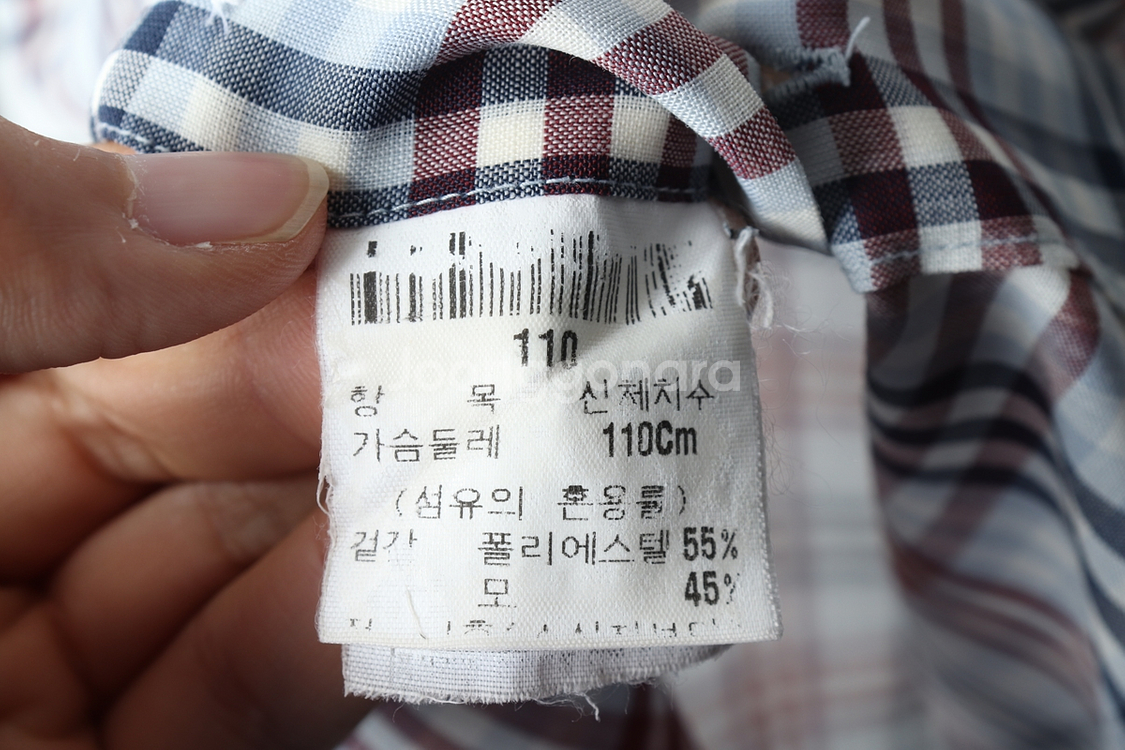 110
항 목 신체치수
가슴둘레 110Cm
(섬유의 혼용률)
겉감 폴리에스텔 55%
모 45%